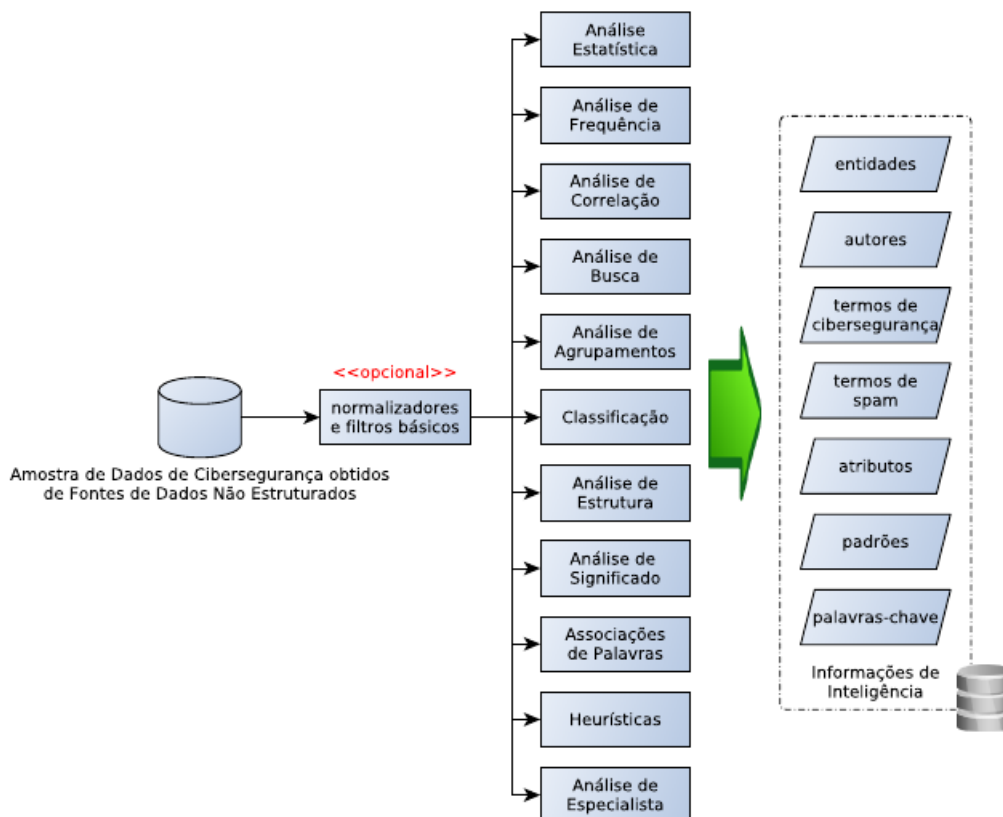 Análise
Estatística
Análise de
Frequência
Análise de
Correlação
Análise de
Busca
Análise de
Agrupamentos
<<opcional>>
normalizadores
e filtros básicos
Classificação
Amostra de Dados de Cibersegurança obtidos
de Fontes de Dados Não Estruturados
Análise de
Estrutura
Análise de
Significado
Associações
de Palavras
Heurísticas
Análise de
Especialista
entidades
autores
termos de
cibersegurança
termos de
spam
atributos
padrões
palavras-chave
Informações de
Inteligência